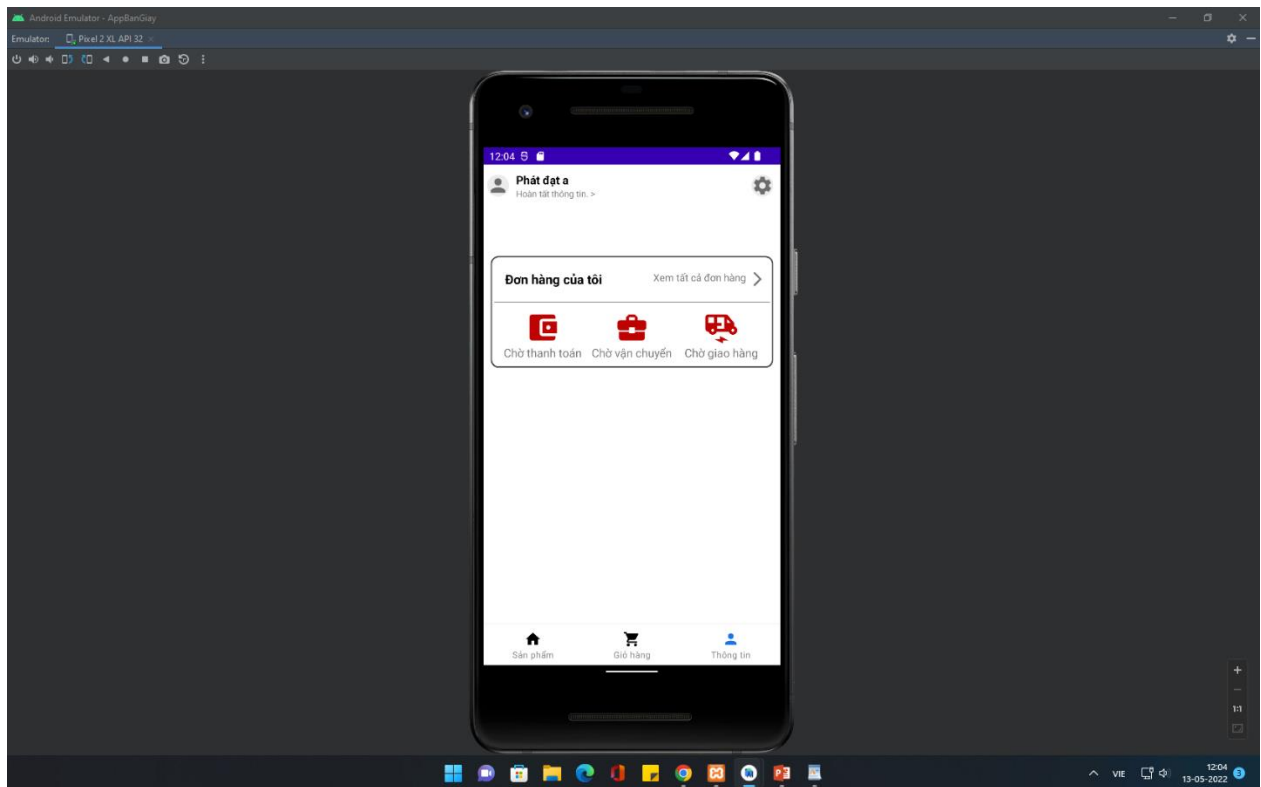 Android Emulator - AppBanGiay
Emulator: Pixel 2 XL API 32
12:04
Phát đạt a
Hoàn tất thông tin. >
Đơn hàng của tôi Xem tất cả đơn hàng
Chờ thanh toán Chờ vận chuyển Chờ giao hàng
Sản phẩm Giỏ hàng Thông tin
1:1
VIE 12:04
13-05-2022 3